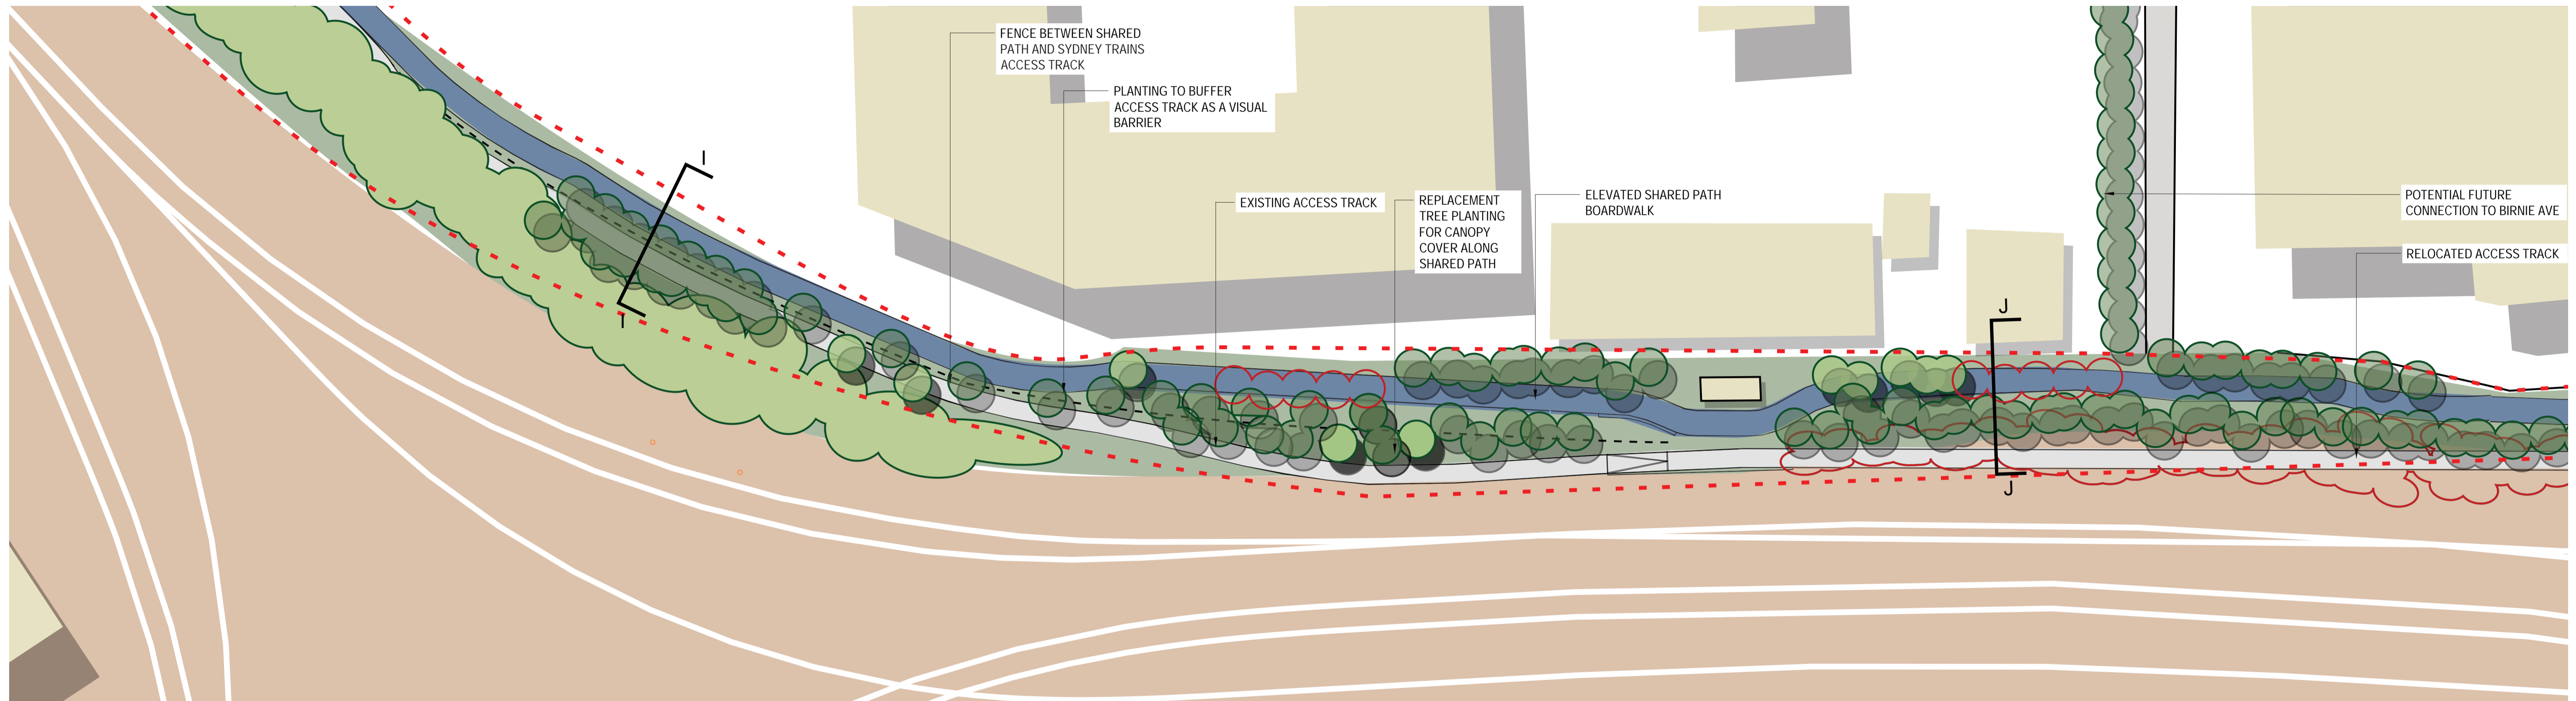 FENCE BETWEEN SHARED
PATH AND SYDNEY TRAINS
ACCESS TRACK
PLANTING TO BUFFER
ACCESS TRACK AS A VISUAL
BARRIER
I
I
EXISTING ACCESS TRACK
REPLACEMENT
TREE PLANTING
FOR CANOPY
COVER ALONG
SHARED PATH
ELEVATED SHARED PATH
BOARDWALK
POTENTIAL FUTURE
CONNECTION TO BIRNIE AVE
RELOCATED ACCESS TRACK
J
J